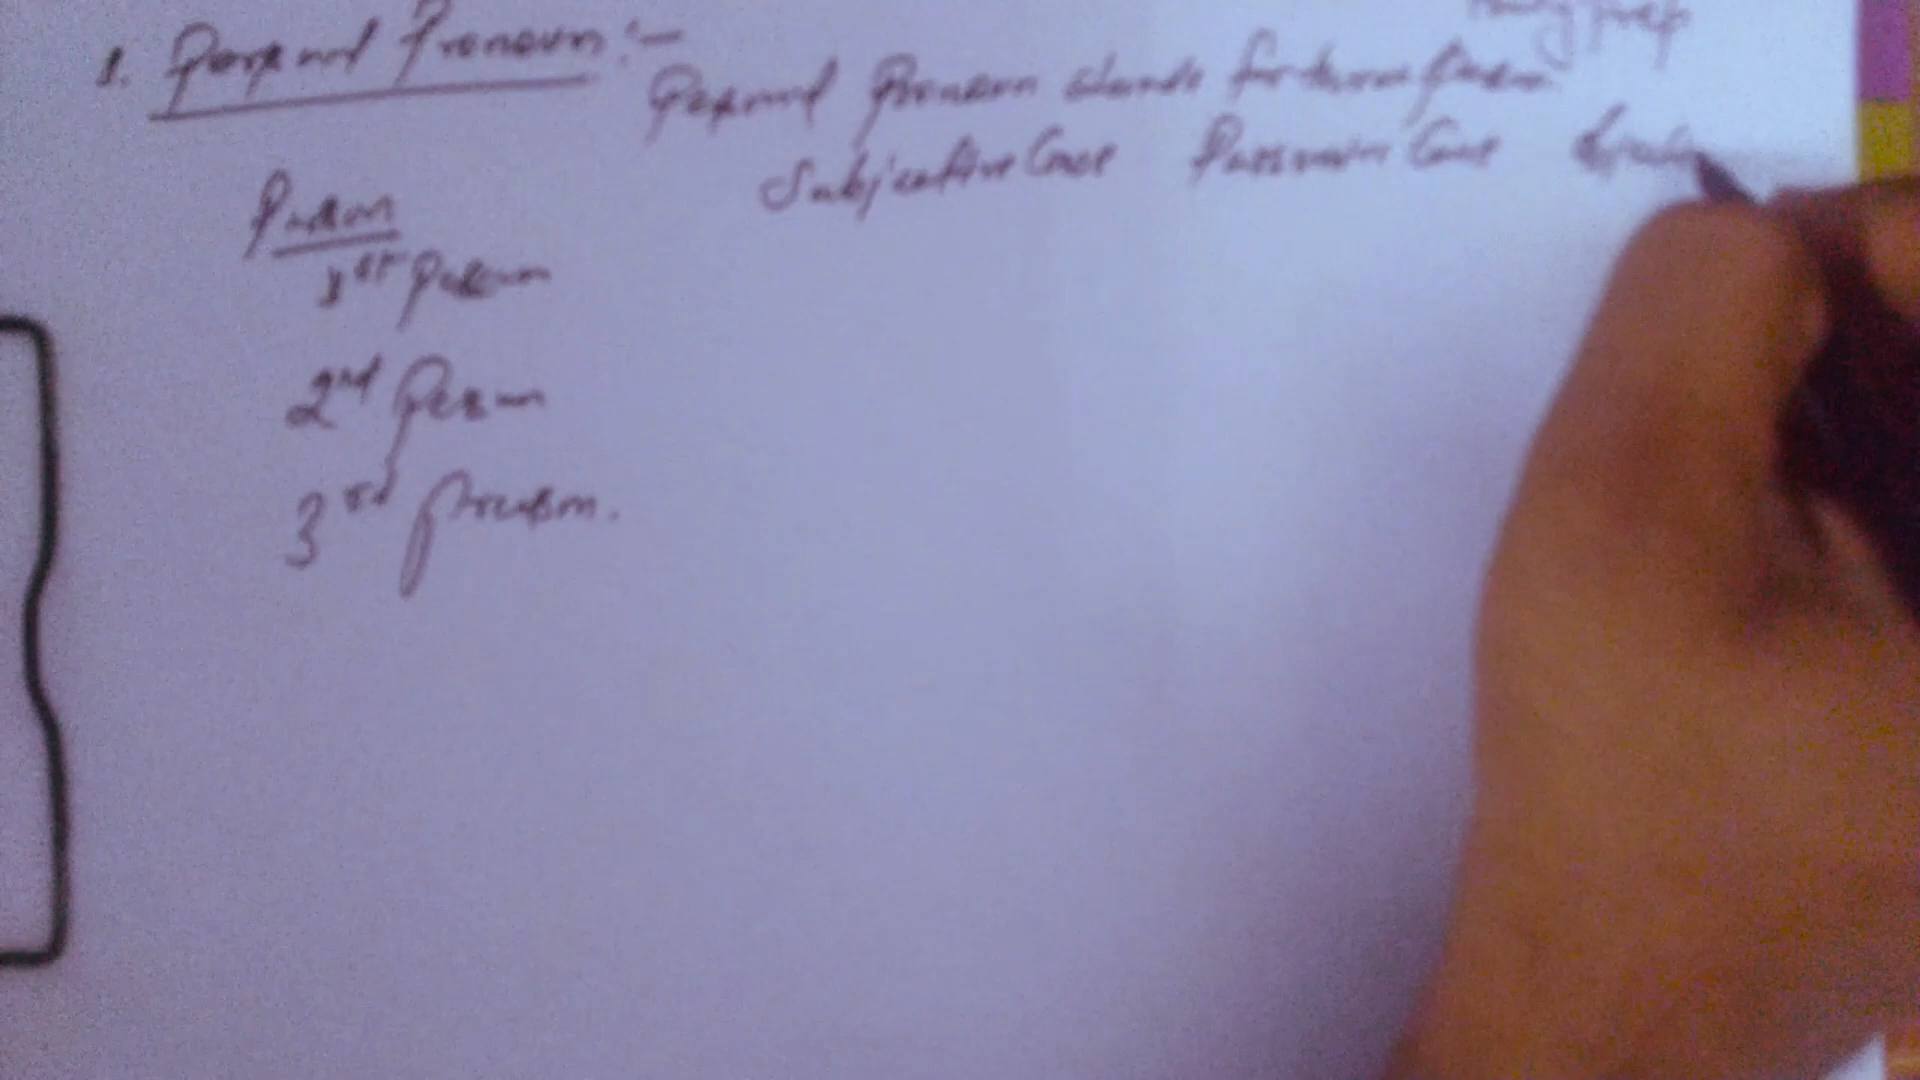 prep
1. Personal Pronoun :-
Personal Pronoun stands for three person.
Person Subjective Case Possessive Case
1st Person
2nd Person
3rd Person.